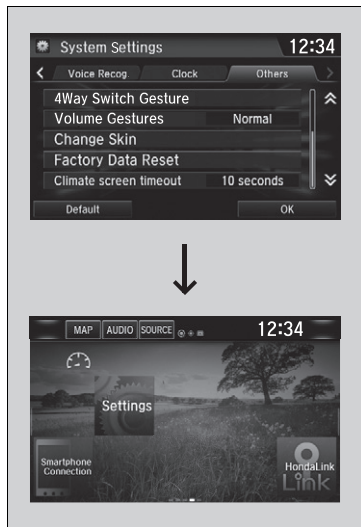 System Settings 12:34
Voice Recog. Clock Others
4Way Switch Gesture
Volume Gestures Normal
Change Skin
Factory Data Reset
Climate screen timeout 10 seconds
Default OK
MAP AUDIO SOURCE 12:34
Settings
Smartphone
Connection
HondaLink
Link